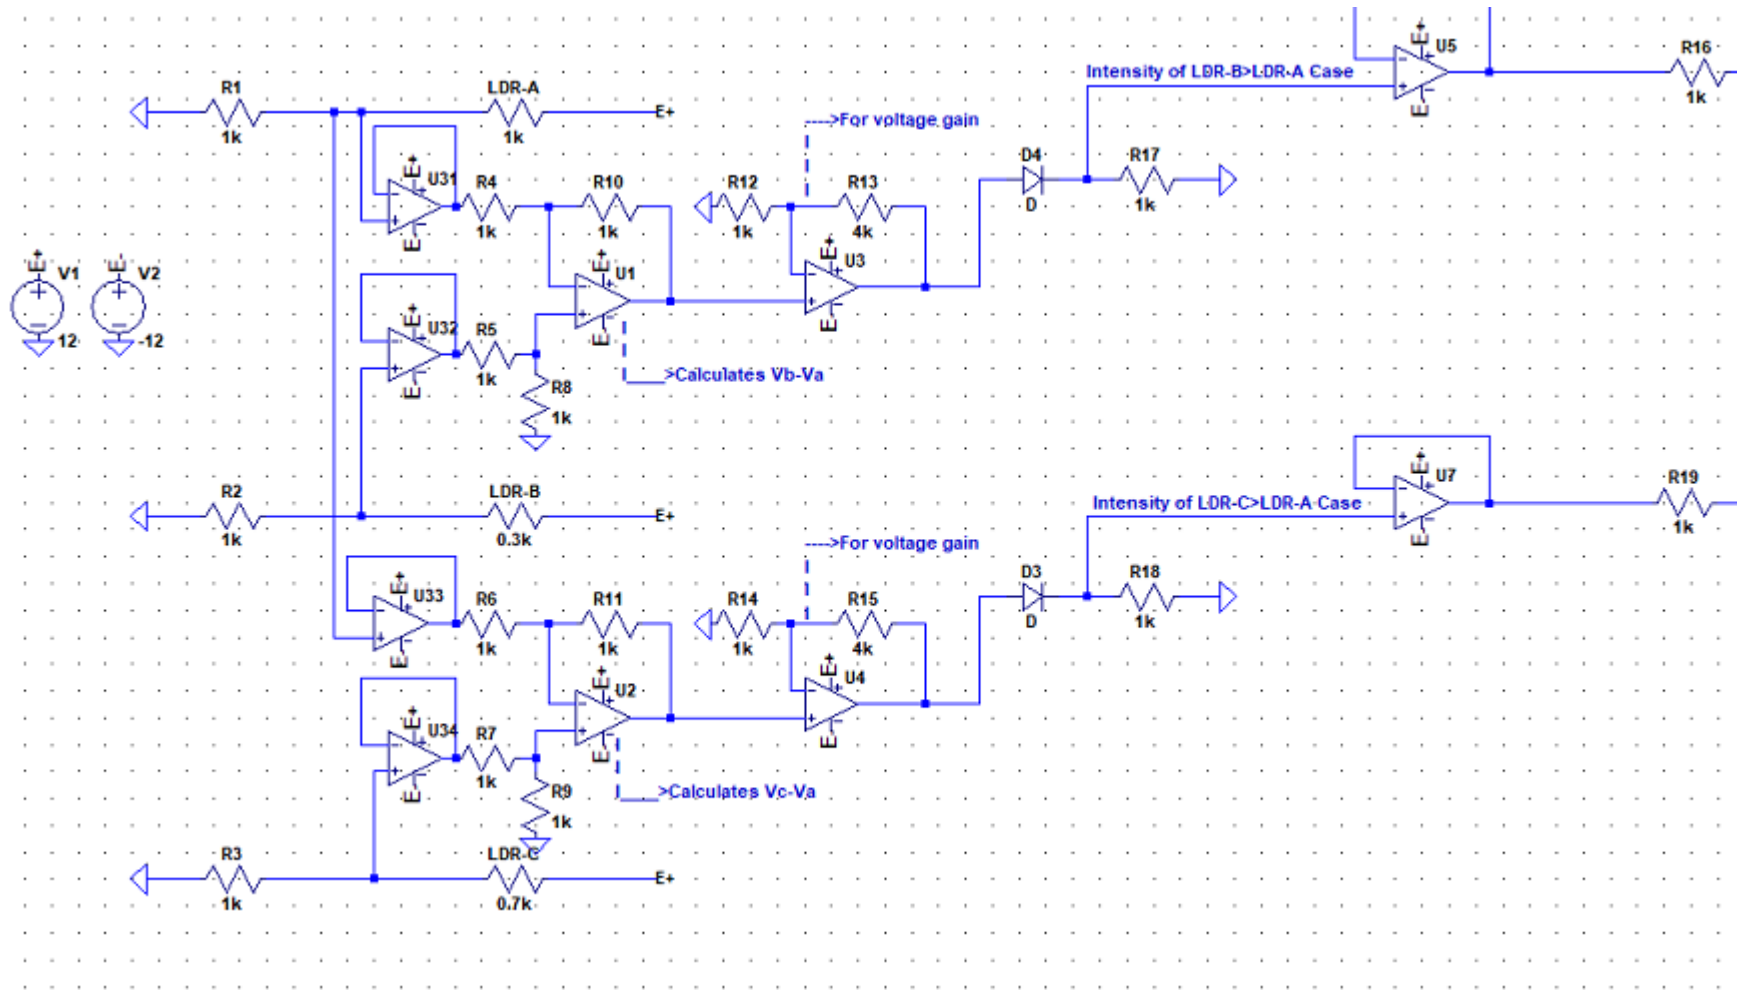 E+
U5
R16
1k
E-
Intensity of LDR-B>LDR-A Case
R1
1k
LDR-A
1k
E+
---->For voltage gain
E+
U31
E-
R4
1k
R10
1k
R12
1k
R13
4k
D4
D
R17
1k
E+
V1
12
E-
V2
-12
E+
U32
E-
R5
1k
R8
1k
E+
U1
E-
E+
U3
E-
>Calculates Vb-Va
R2
1k
LDR-B
0.3k
E+
E+
U7
E-
R19
1k
Intensity of LDR-C>LDR-A Case
---->For voltage gain
E+
U33
E-
R6
1k
R11
1k
R14
1k
R15
4k
D3
D
R18
1k
E+
U34
E-
R7
1k
R9
1k
E+
U2
E-
E+
U4
E-
>Calculates Vc-Va
R3
1k
LDR-C
0.7k
E+